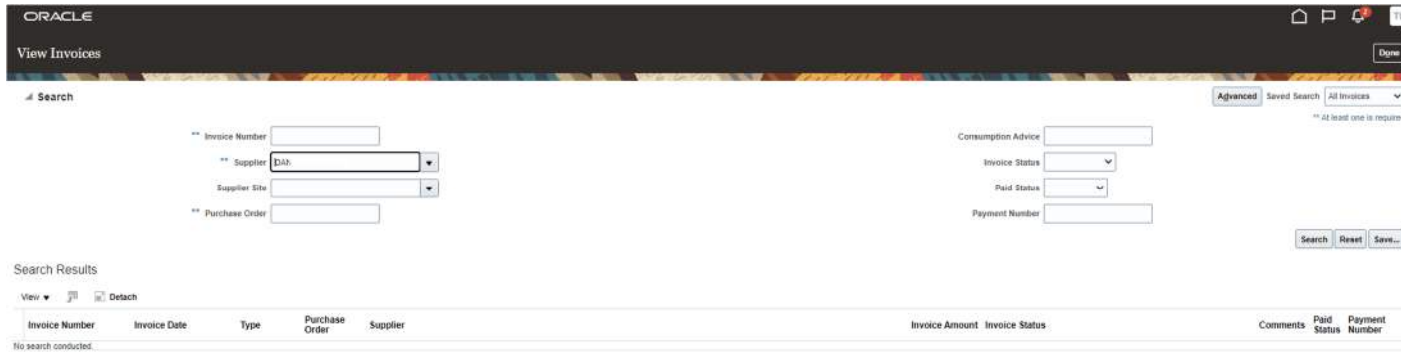 ORACLE
2
View Invoices
Done
Search
Advanced Saved Search All Invoices
** At least one is require
** Invoice Number
Consumption Advice
** Supplier DAN
Invoice Status
Supplier Site
Paid Status
** Purchase Order
Payment Number
Search Reset Save...
Search Results
View Detach
Invoice Number Invoice Date Type Purchase Order Supplier Invoice Amount Invoice Status Comments Paid Status Payment Number
No search conducted.